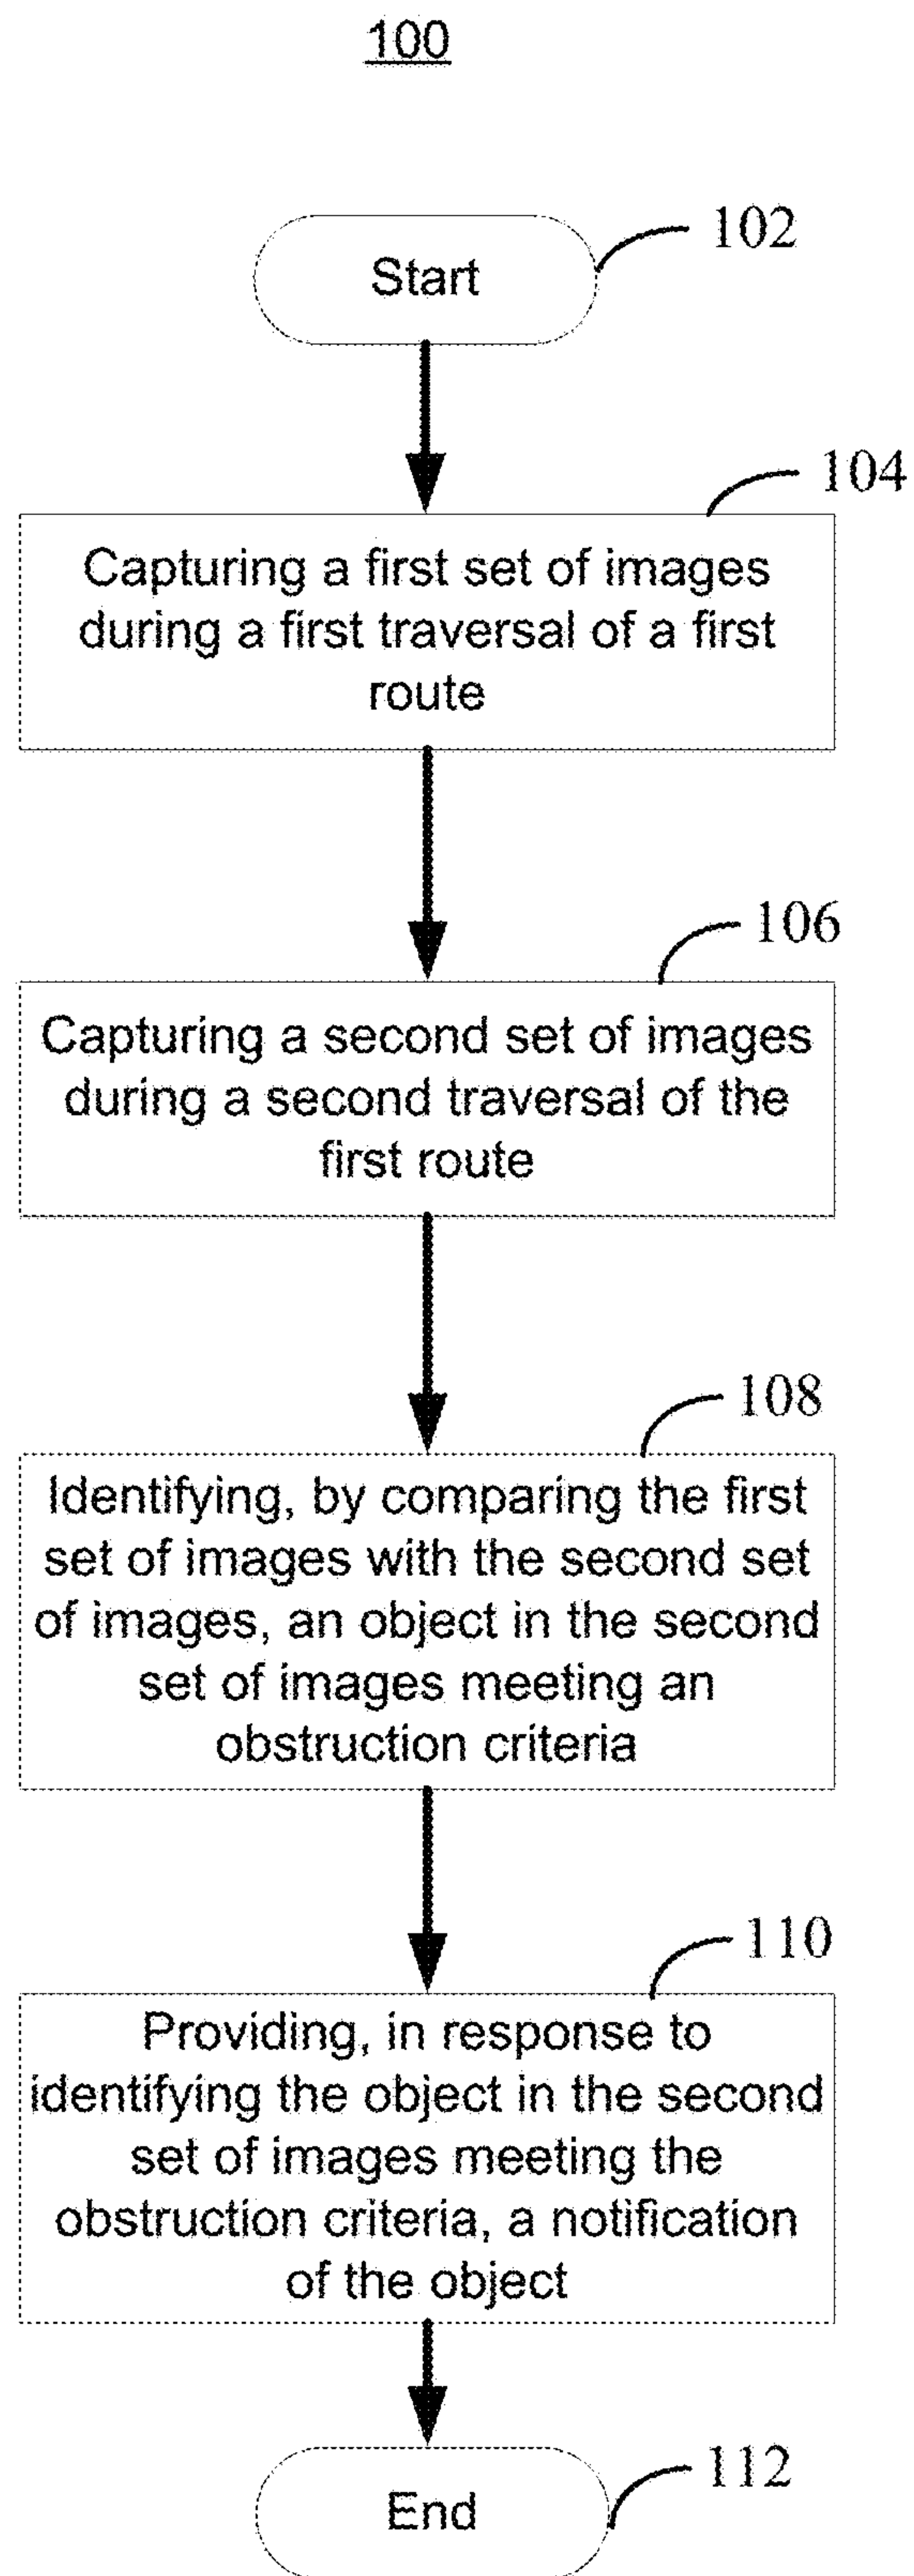 100
102
Start
104
Capturing a first set of images
during a first traversal of a first
route
106
Capturing a second set of images
during a second traversal of the
first route
108
Identifying, by comparing the first
set of images with the second set
of images, an object in the second
set of images meeting an
obstruction criteria
110
Providing, in response to
identifying the object in the second
set of images meeting the
obstruction criteria, a notification
of the object
112
End